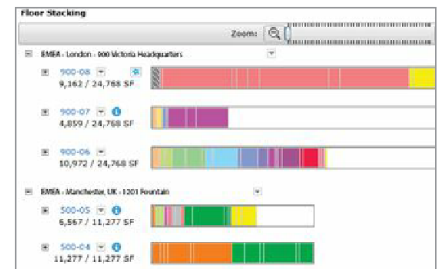 Floor Stacking
Zoom:
EMEA - London - 900 Victoria Headquarters
900-08
9,162 / 24,768 SF
900-07
4,859 / 24,768 SF
900-06
10,972 / 24,768 SF
EMEA - Manchester, UK - 1201 Fountain
500-05
6,567 / 11,277 SF
500-04
11,277 / 11,277 SF